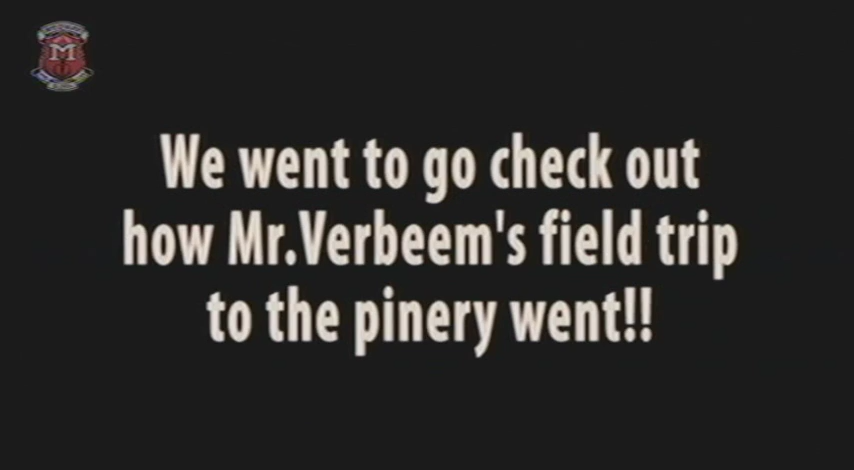 M
We went to go check out
how Mr.Verbeem's field trip
to the pinery went!!